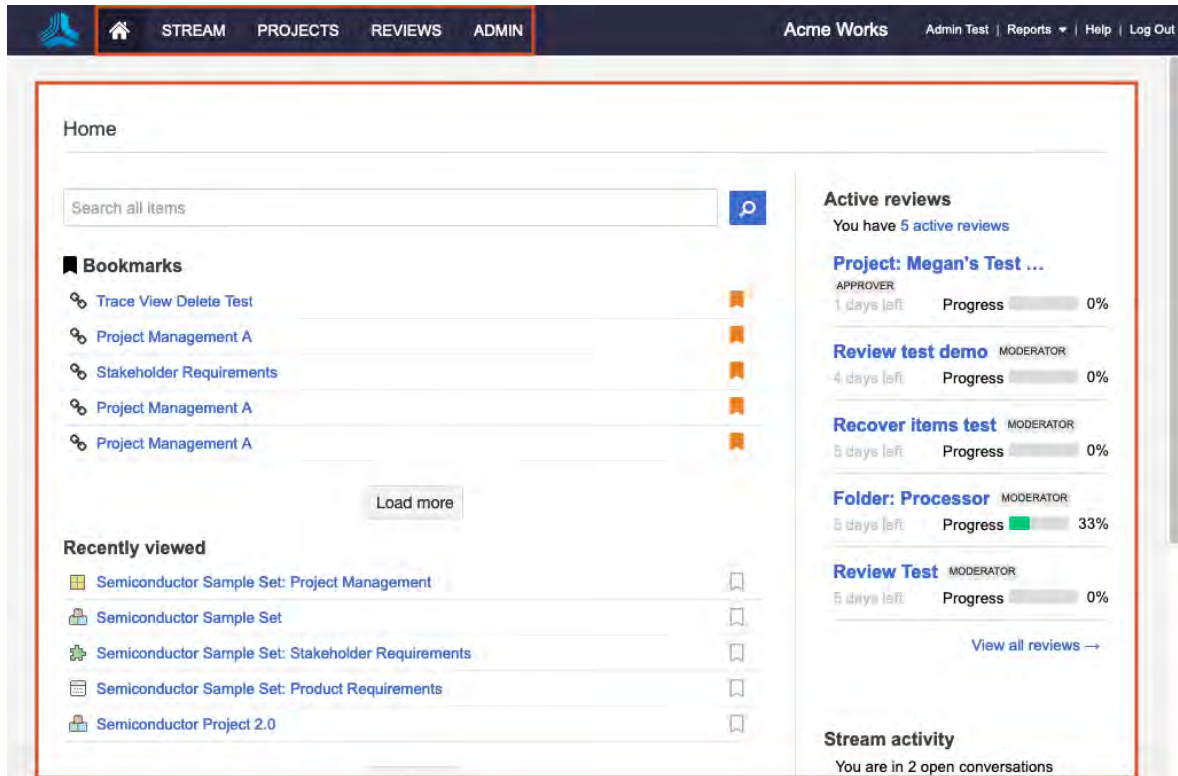 STREAM PROJECTS REVIEWS ADMIN Acme Works Admin Test | Reports | Help | Log Out
Home
Search all items
Bookmarks
Trace View Delete Test
Project Management A
Stakeholder Requirements
Project Management A
Project Management A
Load more
Recently viewed
Semiconductor Sample Set: Project Management
Semiconductor Sample Set
Semiconductor Sample Set: Stakeholder Requirements
Semiconductor Sample Set: Product Requirements
Semiconductor Project 2.0
Active reviews
You have 5 active reviews
Project: Megan's Test ...
APPROVER
1 days left Progress 0%
Review test demo MODERATOR
4 days left Progress 0%
Recover items test MODERATOR
days left Progress 0%
Folder: Processor MODERATOR
days left Progress 33%
Review Test MODERATOR
days left Progress 0%
View all reviews →
Stream activity
You are in 2 open conversations